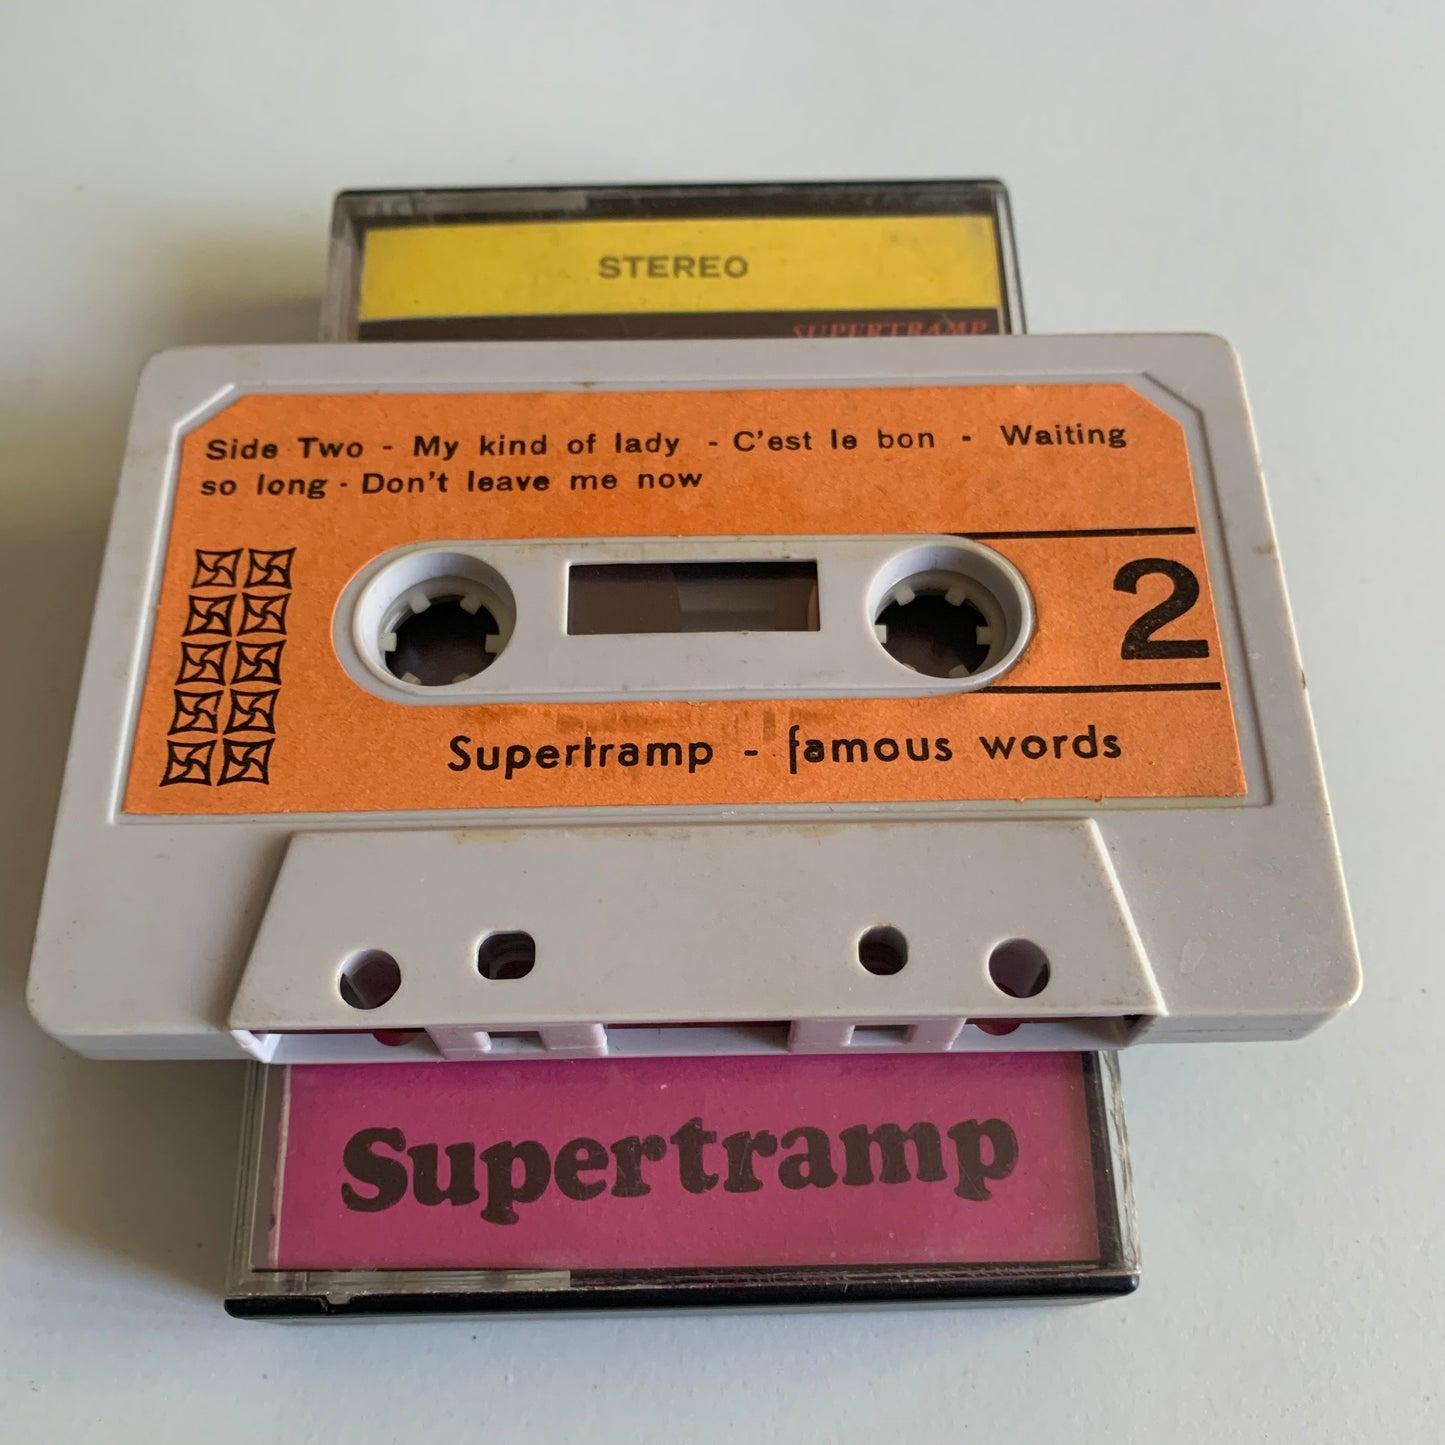 STEREO
SUPERTRAMP
Side Two - My kind of lady - C'est le bon - Waiting
so long - Don't leave me now
2
Supertramp - famous words
Supertramp